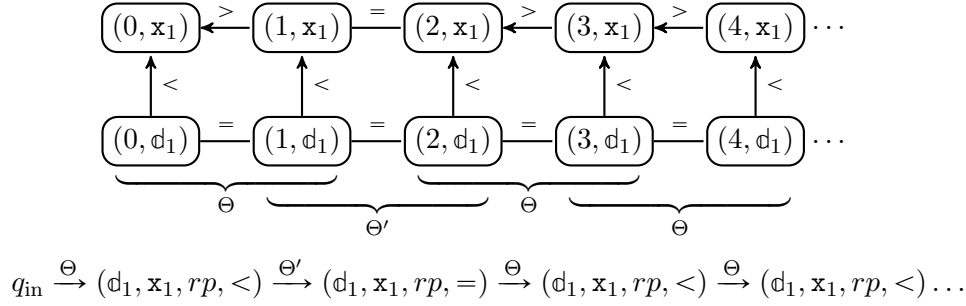 (0, x₁) > (1, x₁) = (2, x₁) > (3, x₁) > (4, x₁) ···
< < < < <
(0, 𝕕₁) = (1, 𝕕₁) = (2, 𝕕₁) = (3, 𝕕₁) = (4, 𝕕₁) ···
Θ Θ
Θ′ Θ
q_in —Θ→ (𝕕₁, x₁, rp, <) —Θ′→ (𝕕₁, x₁, rp, =) —Θ→ (𝕕₁, x₁, rp, <) —Θ→ (𝕕₁, x₁, rp, <) …